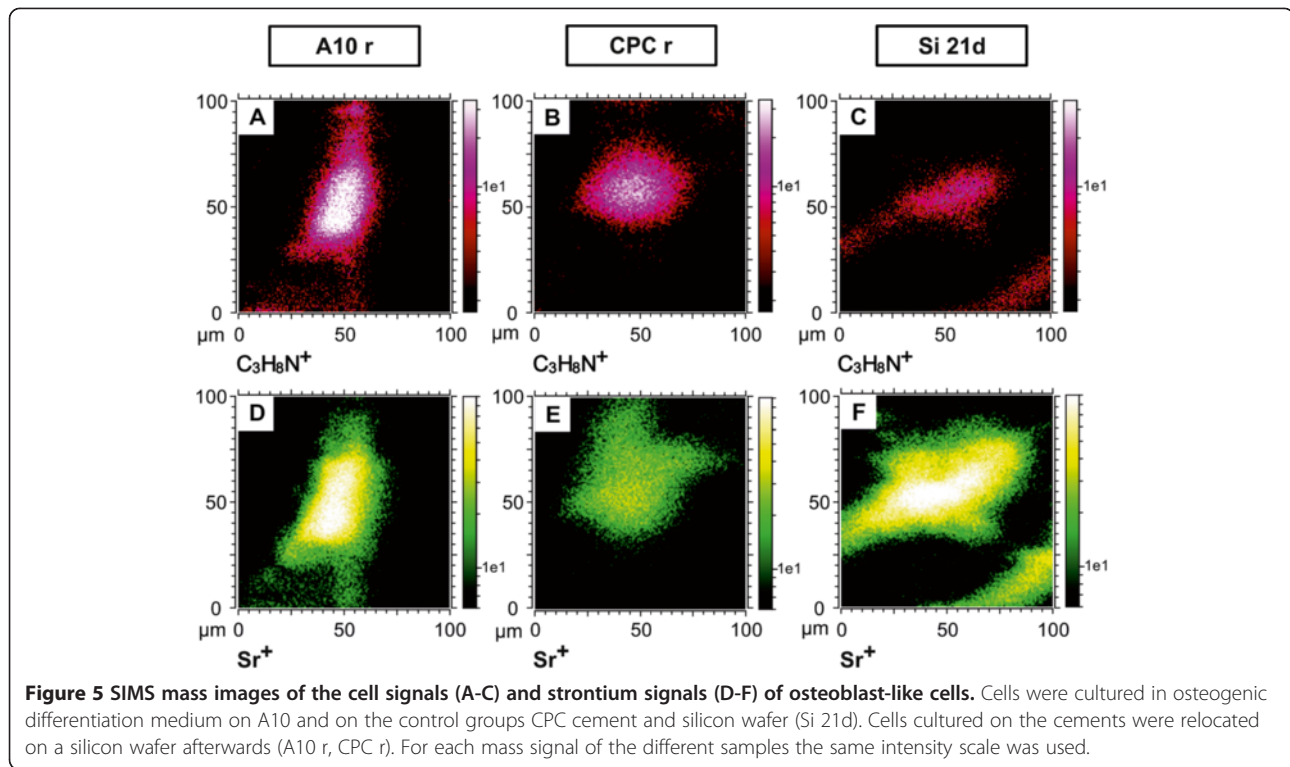 A10 r CPC r Si 21d
A B C
100 100 100
50 50 50
0 0 0
1e1 1e1 1e1
µm 0 50 100 µm 0 50 100 µm 0 50 100
C₃H₈N⁺ C₃H₈N⁺ C₃H₈N⁺
D E F
100 100 100
50 50 50
1e1 1e1 1e1
0 0 0
µm 0 50 100 µm 0 50 100 µm 0 50 100
Sr⁺ Sr⁺ Sr⁺
Figure 5 SIMS mass images of the cell signals (A-C) and strontium signals (D-F) of osteoblast-like cells. Cells were cultured in osteogenic
differentiation medium on A10 and on the control groups CPC cement and silicon wafer (Si 21d). Cells cultured on the cements were relocated
on a silicon wafer afterwards (A10 r, CPC r). For each mass signal of the different samples the same intensity scale was used.